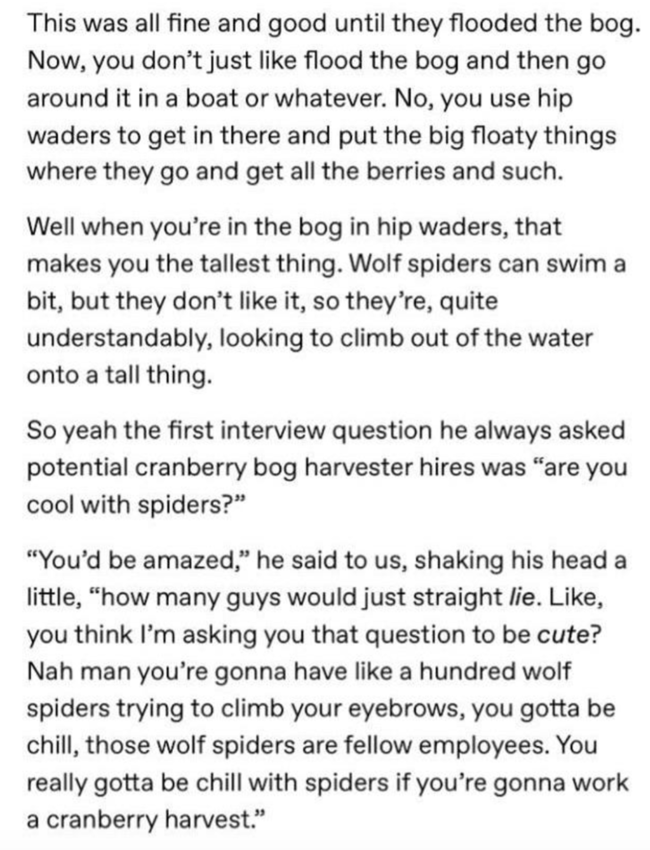 This was all fine and good until they flooded the bog.
Now, you don’t just like flood the bog and then go
around it in a boat or whatever. No, you use hip
waders to get in there and put the big floaty things
where they go and get all the berries and such.
Well when you’re in the bog in hip waders, that
makes you the tallest thing. Wolf spiders can swim a
bit, but they don’t like it, so they’re, quite
understandably, looking to climb out of the water
onto a tall thing.
So yeah the first interview question he always asked
potential cranberry bog harvester hires was “are you
cool with spiders?”
“You’d be amazed,” he said to us, shaking his head a
little, “how many guys would just straight lie. Like,
you think I’m asking you that question to be cute?
Nah man you’re gonna have like a hundred wolf
spiders trying to climb your eyebrows, you gotta be
chill, those wolf spiders are fellow employees. You
really gotta be chill with spiders if you’re gonna work
a cranberry harvest.”